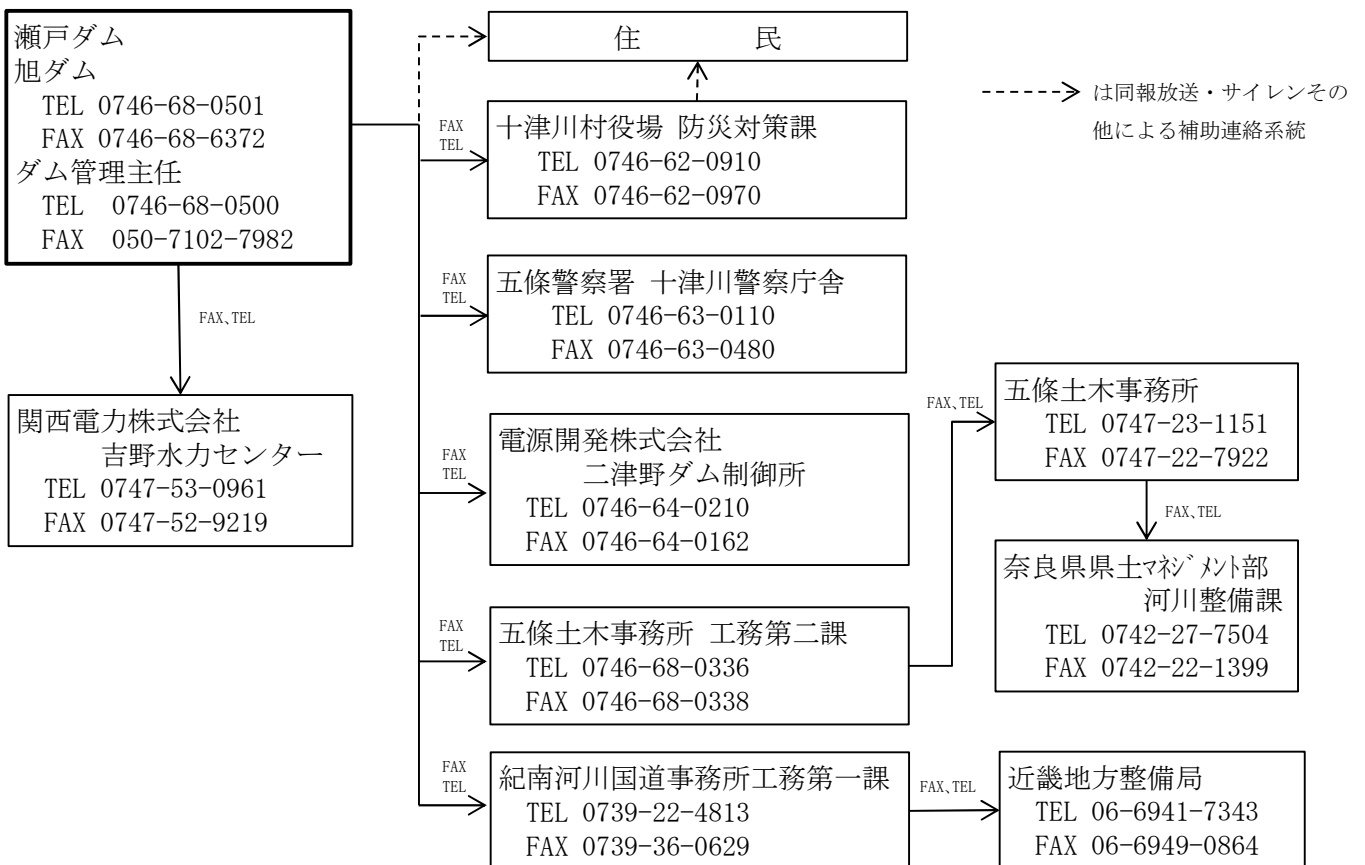 瀬戸ダム
旭ダム
TEL 0746-68-0501
FAX 0746-68-6372
ダム管理主任
TEL 0746-68-0500
FAX 050-7102-7982
FAX、TEL
関西電力株式会社
吉野水力センター
TEL 0747-53-0961
FAX 0747-52-9219
住 民
は同報放送・サイレンその
他による補助連絡系統
FAX
TEL
十津川村役場 防災対策課
TEL 0746-62-0910
FAX 0746-62-0970
FAX
TEL
五條警察署 十津川警察庁舎
TEL 0746-63-0110
FAX 0746-63-0480
FAX
TEL
電源開発株式会社
二津野ダム制御所
TEL 0746-64-0210
FAX 0746-64-0162
FAX
TEL
五條土木事務所 工務第二課
TEL 0746-68-0336
FAX 0746-68-0338
FAX、TEL
五條土木事務所
TEL 0747-23-1151
FAX 0747-22-7922
FAX、TEL
奈良県県土ﾏﾈｼﾞﾒﾝﾄ部
河川整備課
TEL 0742-27-7504
FAX 0742-22-1399
FAX
TEL
紀南河川国道事務所工務第一課
TEL 0739-22-4813
FAX 0739-36-0629
FAX、TEL
近畿地方整備局
TEL 06-6941-7343
FAX 06-6949-0864